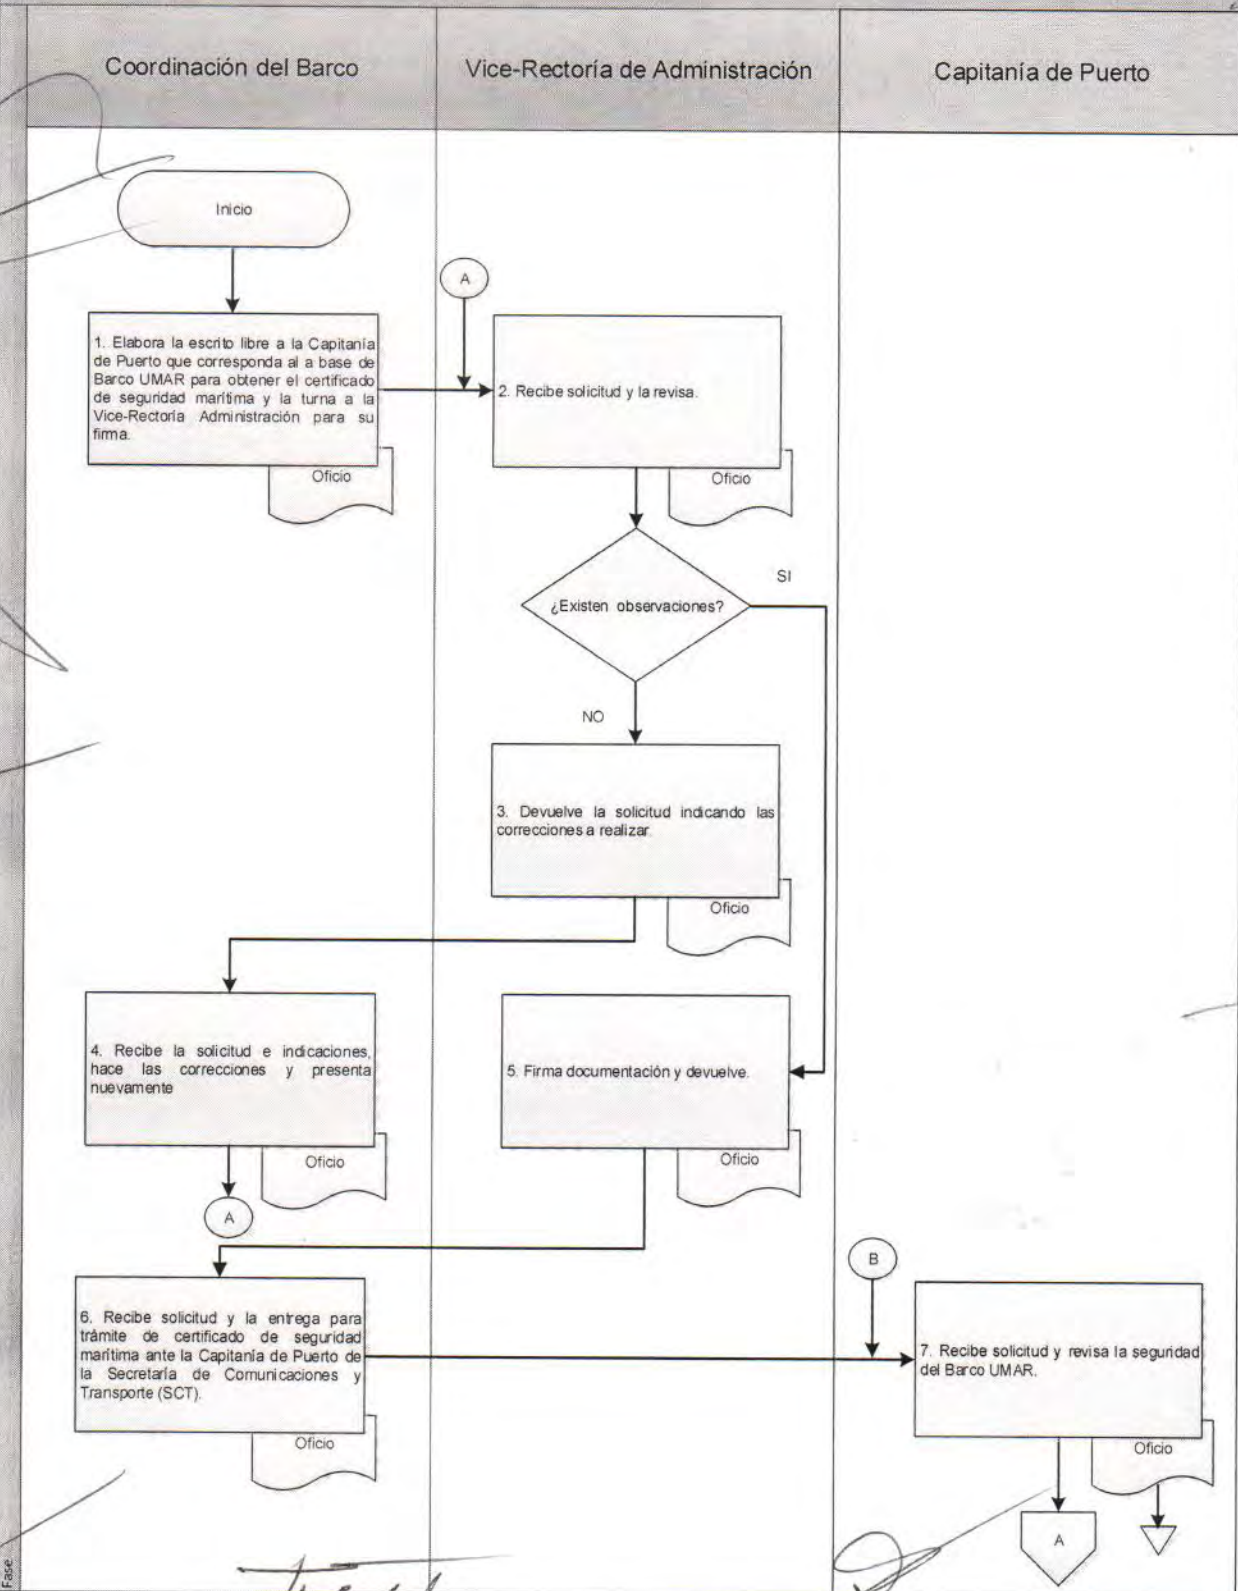 Coordinación del Barco
Vice-Rectoría de Administración
Capitanía de Puerto
Inicio
A
1. Elabora la escrito libre a la Capitanía
de Puerto que corresponda al a base de
Barco UMAR para obtener el certificado
de seguridad marítima y la turna a la
Vice-Rectoría Administración para su
firma.
Oficio
2. Recibe solicitud y la revisa.
Oficio
¿Existen observaciones?
SI
NO
3. Devuelve la solicitud indicando las
correcciones a realizar.
Oficio
4. Recibe la solicitud e indicaciones,
hace las correcciones y presenta
nuevamente
Oficio
A
5. Firma documentación y devuelve.
Oficio
6. Recibe solicitud y la entrega para
trámite de certificado de seguridad
marítima ante la Capitanía de Puerto de
la Secretaría de Comunicaciones y
Transporte (SCT).
Oficio
B
7. Recibe solicitud y revisa la seguridad
del Barco UMAR.
Oficio
A
Fase